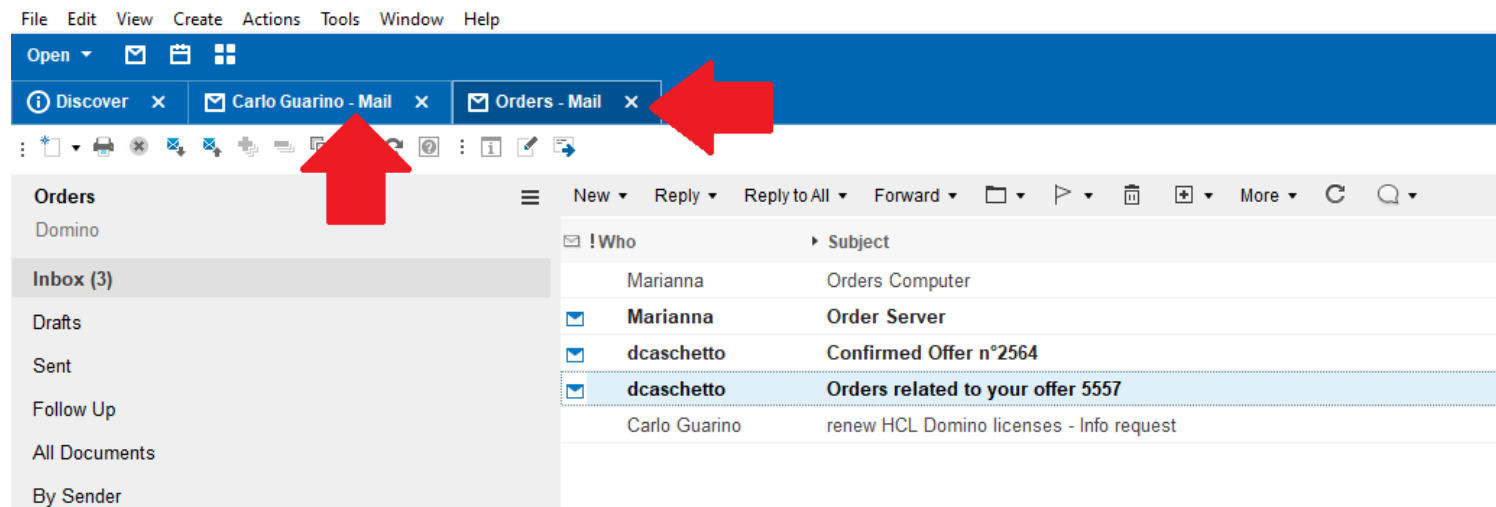 File Edit View Create Actions Tools Window Help
Open
Discover Carlo Guarino - Mail Orders - Mail
Orders
Domino
Inbox (3)
Drafts
Sent
Follow Up
All Documents
By Sender
New Reply Reply to All Forward More
! Who Subject
Marianna Orders Computer
Marianna Order Server
dcaschetto Confirmed Offer n°2564
dcaschetto Orders related to your offer 5557
Carlo Guarino renew HCL Domino licenses - Info request